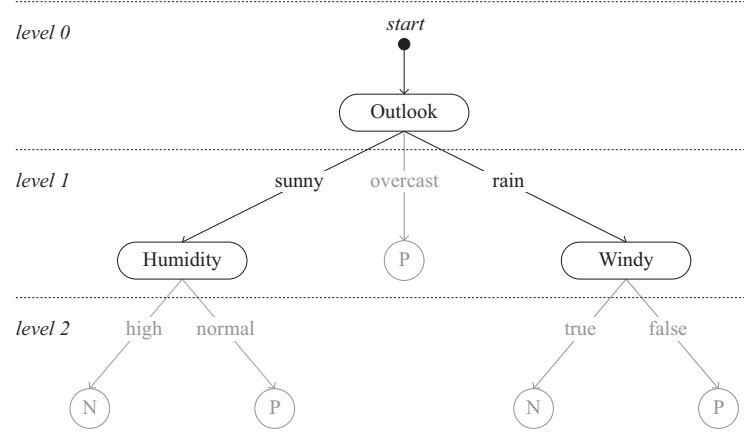 start
level 0
Outlook
level 1
sunny overcast rain
Humidity P Windy
level 2
high normal true false
N P N P